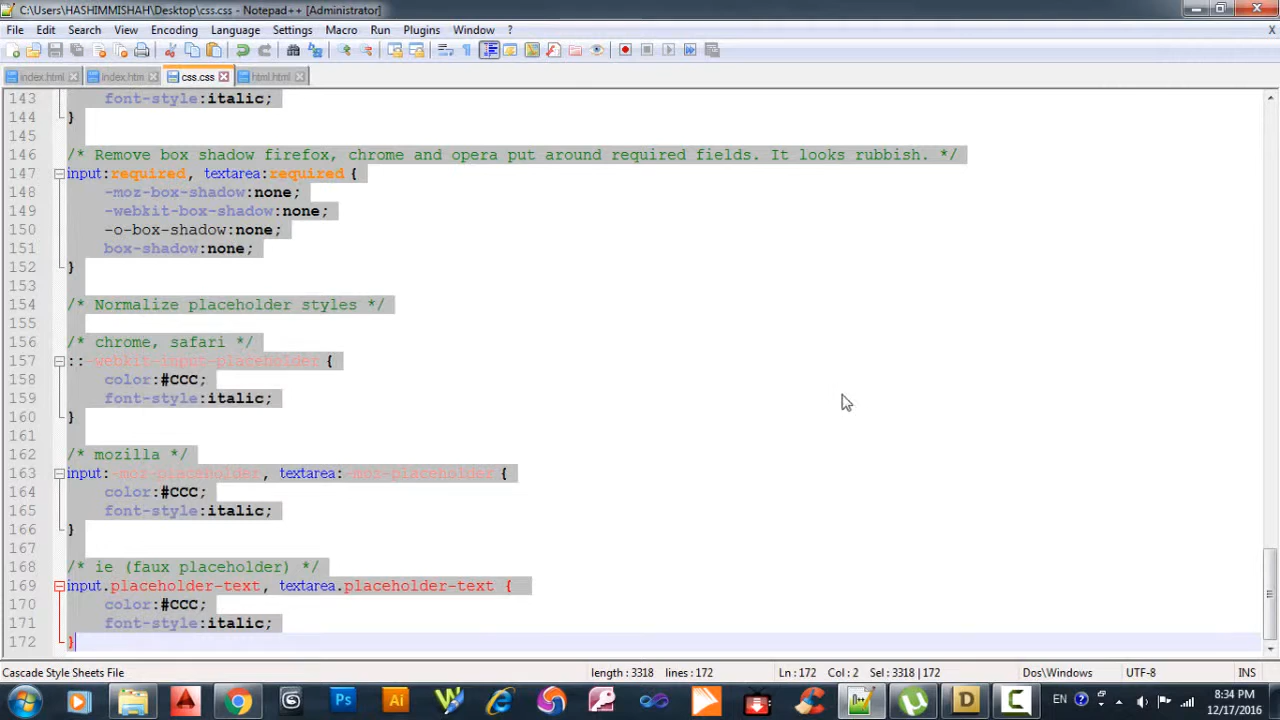 C:\Users\HASHIMMISHAH\Desktop\css.css - Notepad++ [Administrator]
File Edit Search View Encoding Language Settings Macro Run Plugins Window ? X
index.html index.htm css.css html.html
143 font-style:italic;
144 }
145
146 /* Remove box shadow firefox, chrome and opera put around required fields. It looks rubbish. */
147 input:required, textarea:required {
148 -moz-box-shadow:none;
149 -webkit-box-shadow:none;
150 -o-box-shadow:none;
151 box-shadow:none;
152 }
153
154 /* Normalize placeholder styles */
155
156 /* chrome, safari */
157 ::-webkit-input-placeholder {
158 color:#CCC;
159 font-style:italic;
160 }
161
162 /* mozilla */
163 input:-moz-placeholder, textarea:-moz-placeholder {
164 color:#CCC;
165 font-style:italic;
166 }
167
168 /* ie (faux placeholder) */
169 input.placeholder-text, textarea.placeholder-text {
170 color:#CCC;
171 font-style:italic;
172 }
Cascade Style Sheets File length : 3318 lines : 172 Ln : 172 Col : 2 Sel : 3318 | 172 Dos\Windows UTF-8 INS
Ps Ai EN 8:34 PM
12/17/2016